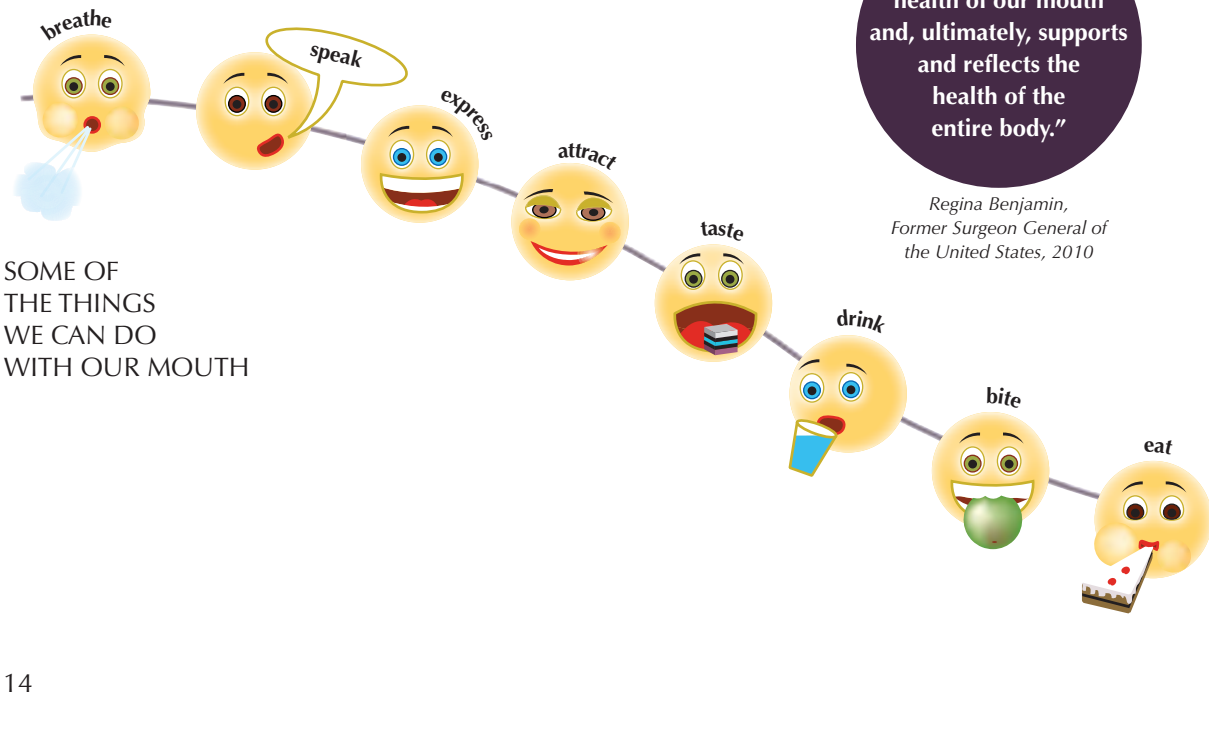 breathe
speak
express
attract
taste
drink
bite
eat
SOME OF
THE THINGS
WE CAN DO
WITH OUR MOUTH
health of our mouth
and, ultimately, supports
and reflects the
health of the
entire body.”
Regina Benjamin,
Former Surgeon General of
the United States, 2010
14